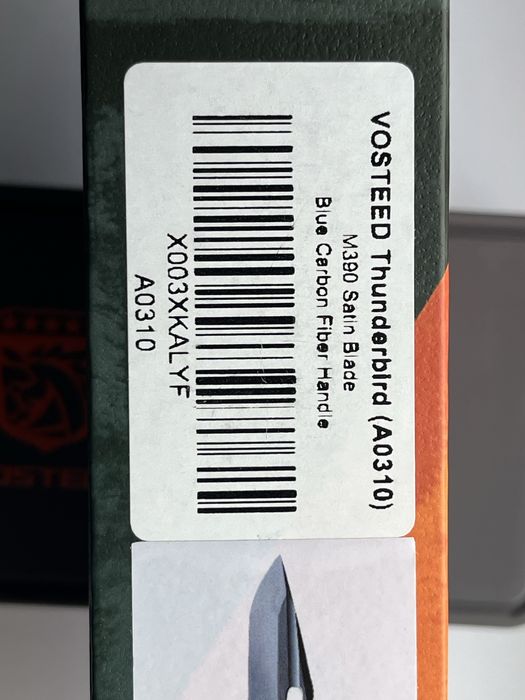 VOSTEED Thunderbird (A0310)
M390 Satin Blade
Blue Carbon Fiber Handle
X003XKALYF
A0310